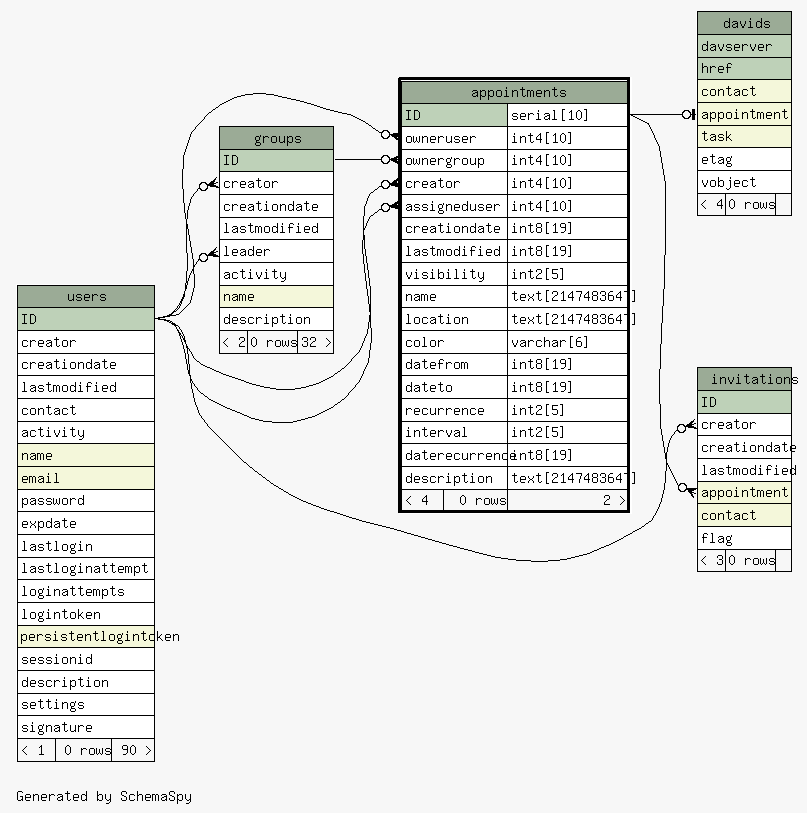 davids
davserver
href
contact
appointment
task
etag
vobject
< 4 0 rows
appointments
ID serial[10]
owneruser int4[10]
ownergroup int4[10]
creator int4[10]
assigneduser int4[10]
creationdate int8[19]
lastmodified int8[19]
visibility int2[5]
name text[2147483647]
location text[2147483647]
color varchar[6]
datefrom int8[19]
dateto int8[19]
recurrence int2[5]
interval int2[5]
daterecurrence int8[19]
description text[2147483647]
< 4 0 rows 2 >
groups
ID
creator
creationdate
lastmodified
leader
activity
name
description
< 2 0 rows 32 >
users
ID
creator
creationdate
lastmodified
contact
activity
name
email
password
expdate
lastlogin
lastloginattempt
loginattempts
logintoken
persistentlogintoken
sessionid
description
settings
signature
< 1 0 rows 90 >
invitations
ID
creator
creationdate
lastmodified
appointment
contact
flag
< 3 0 rows
Generated by SchemaSpy